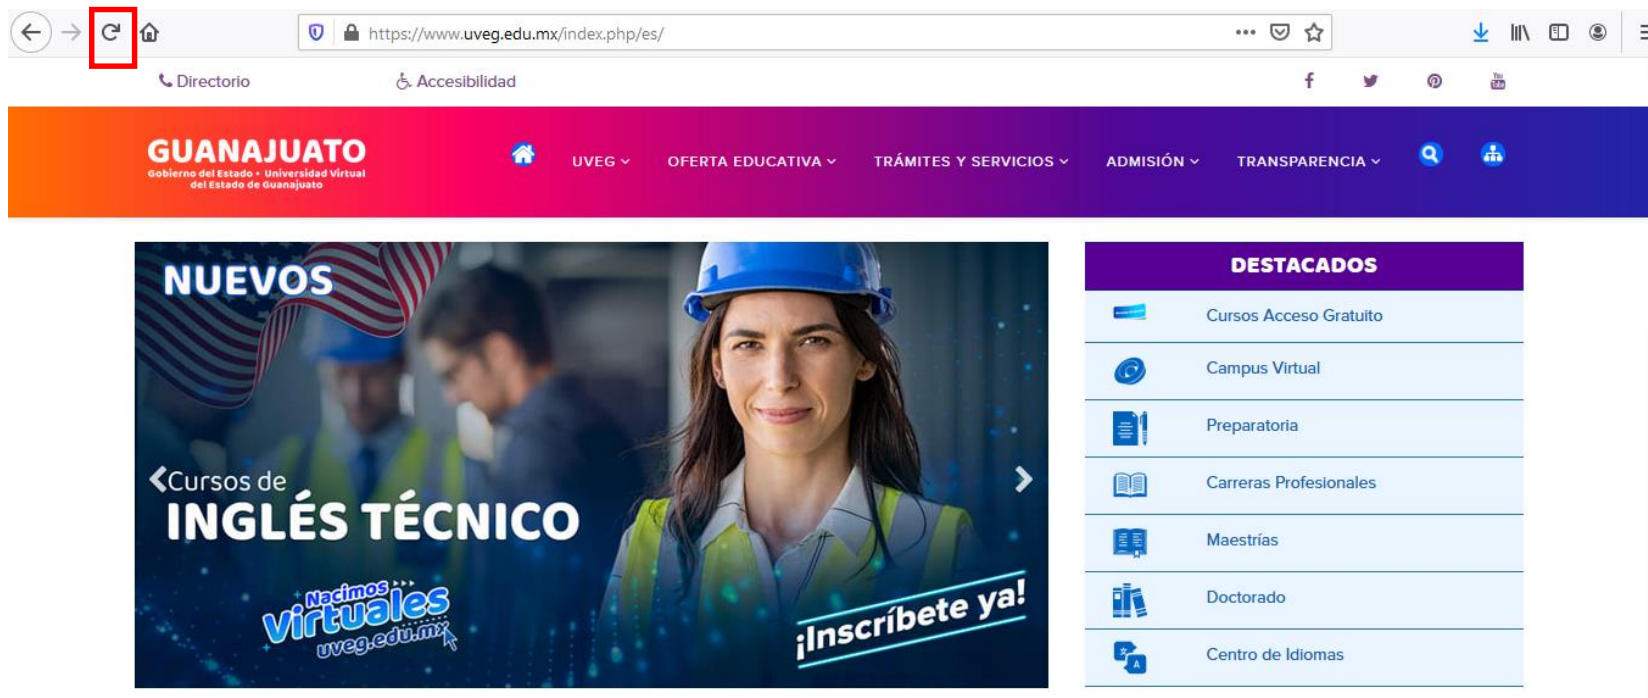 https://www.uveg.edu.mx/index.php/es/
Directorio
Accesibilidad
You
Tube
GUANAJUATO
Gobierno del Estado • Universidad Virtual
del Estado de Guanajuato
UVEG
OFERTA EDUCATIVA
TRÁMITES Y SERVICIOS
ADMISIÓN
TRANSPARENCIA
NUEVOS
Cursos de
INGLÉS TÉCNICO
Nacimos
Virtuales
uveg.edu.mx
¡Inscríbete ya!
DESTACADOS
Cursos Acceso Gratuito
Campus Virtual
Preparatoria
Carreras Profesionales
Maestrías
Doctorado
Centro de Idiomas